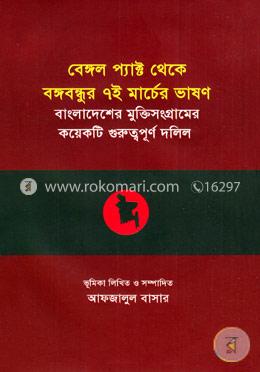 বেঙ্গল প্যাক্ট থেকে
বঙ্গবন্ধুর ৭ই মার্চের ভাষণ
বাংলাদেশের মুক্তিসংগ্রামের
কয়েকটি গুরুত্বপূর্ণ দলিল
www.rokomari.com 16297
ভূমিকা লিখিত ও সম্পাদিত
আফজালুল বাসার
র